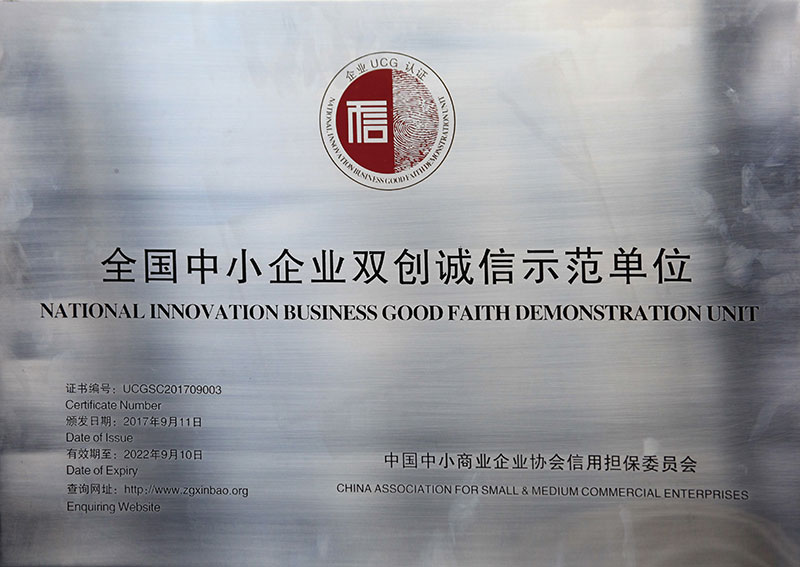 企业 UCG 认证
信
NATIONAL INNOVATION BUSINESS GOOD FAITH DEMONSTRATION UNIT
全国中小企业双创诚信示范单位
NATIONAL INNOVATION BUSINESS GOOD FAITH DEMONSTRATION UNIT
证书编号：UCGSC201709003
Certificate Number
颁发日期：2017年9月11日
Date of Issue
有效期至：2022年9月10日
Date of Expiry
查询网址：http://www.zgxinbao.org
Enquiring Website
中国中小商业企业协会信用担保委员会
CHINA ASSOCIATION FOR SMALL & MEDIUM COMMERCIAL ENTERPRISES